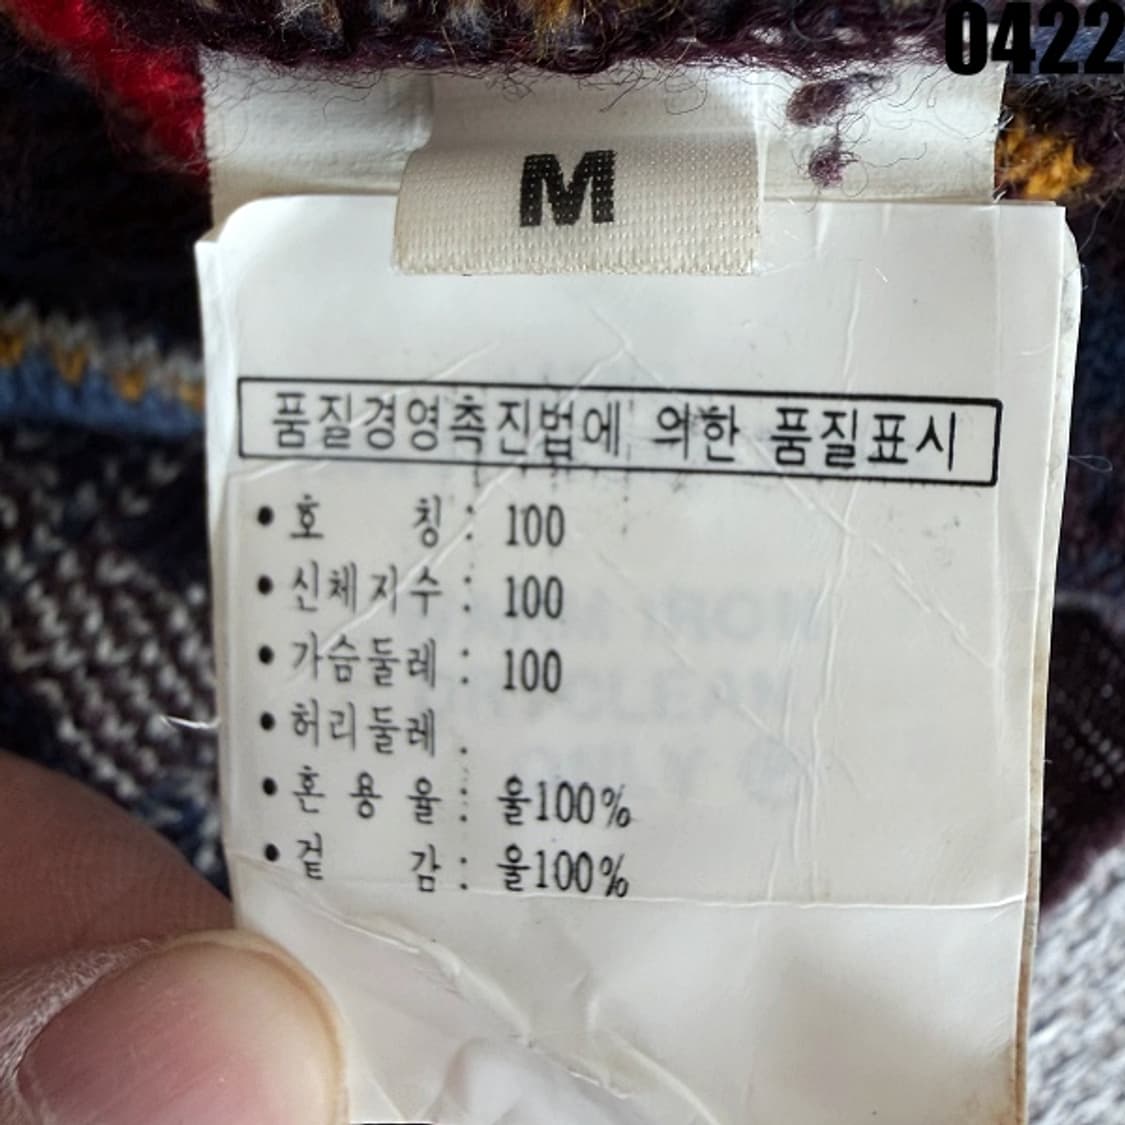 0422
M
품질경영촉진법에 의한 품질표시
• 호 칭 : 100
• 신체지수 : 100
• 가슴둘레 : 100
• 허리둘레 .
• 혼 용 율 : 울100%
• 겉 감 : 울100%